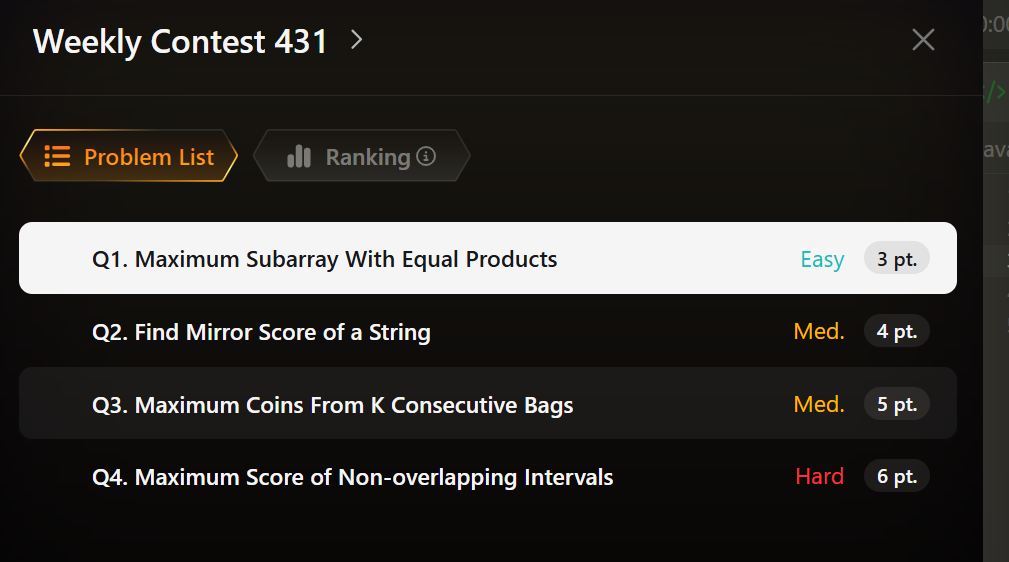 Weekly Contest 431 >
Problem List
Ranking
Q1. Maximum Subarray With Equal Products Easy 3 pt.
Q2. Find Mirror Score of a String Med. 4 pt.
Q3. Maximum Coins From K Consecutive Bags Med. 5 pt.
Q4. Maximum Score of Non-overlapping Intervals Hard 6 pt.